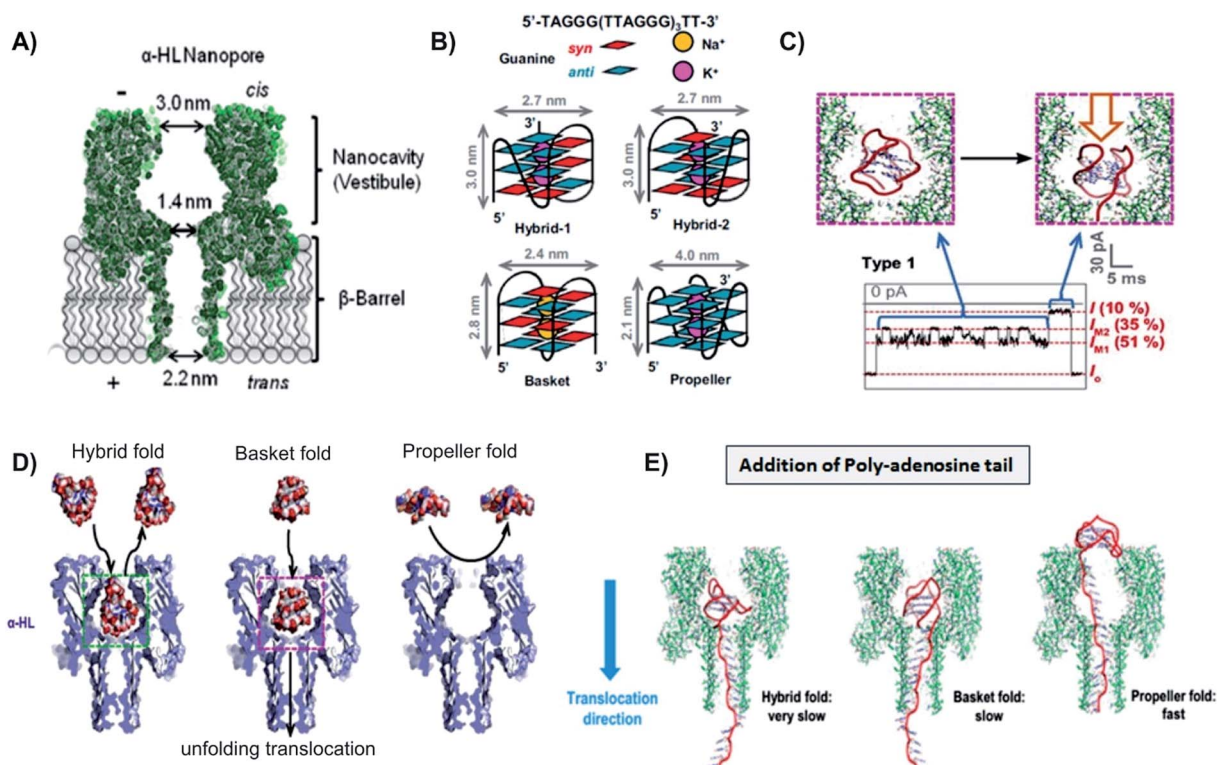 A)
α-HL Nanopore
-
cis
3.0 nm
Nanocavity
(Vestibule)
1.4 nm
β-Barrel
+
2.2 nm
trans
B)
5'-TAGGG(TTAGGG)₃TT-3'
Guanine
syn
anti
Na⁺
K⁺
2.7 nm
3.0 nm
3'
5'
Hybrid-1
2.7 nm
3.0 nm
3'
5'
Hybrid-2
2.4 nm
2.8 nm
5'
3'
Basket
4.0 nm
2.1 nm
3'
5'
Propeller
C)
30 pA
5 ms
Type 1
0 pA
I (10 %)
I_M2 (35 %)
I_M1 (51 %)
I_o
D)
Hybrid fold
Basket fold
Propeller fold
α-HL
unfolding translocation
E)
Addition of Poly-adenosine tail
Translocation
direction
Hybrid fold:
very slow
Basket fold:
slow
Propeller fold:
fast